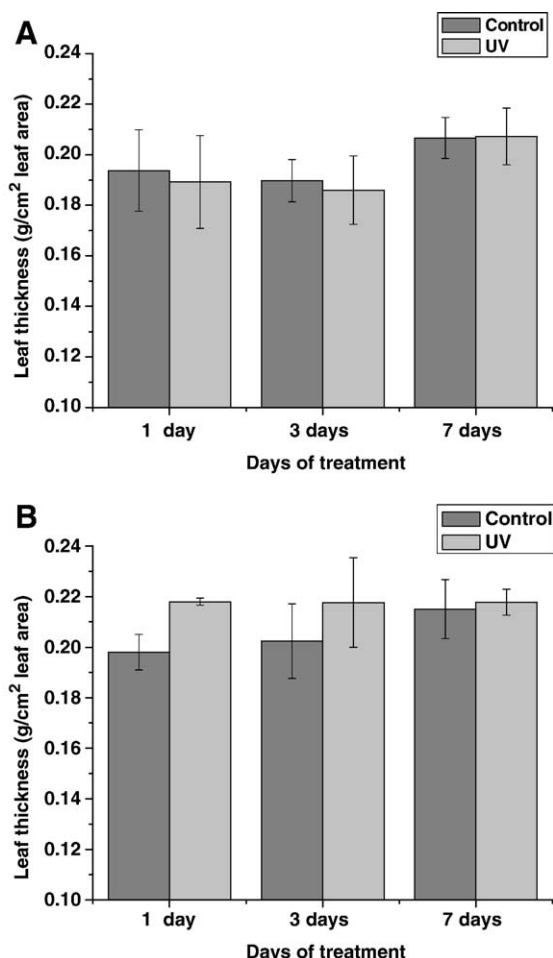 A
Control
UV
Leaf thickness (g/cm² leaf area)
0.24
0.22
0.20
0.18
0.16
0.14
0.12
0.10
1 day 3 days 7 days
Days of treatment
B
Control
UV
Leaf thickness (g/cm² leaf area)
0.24
0.22
0.20
0.18
0.16
0.14
0.12
0.10
1 day 3 days 7 days
Days of treatment